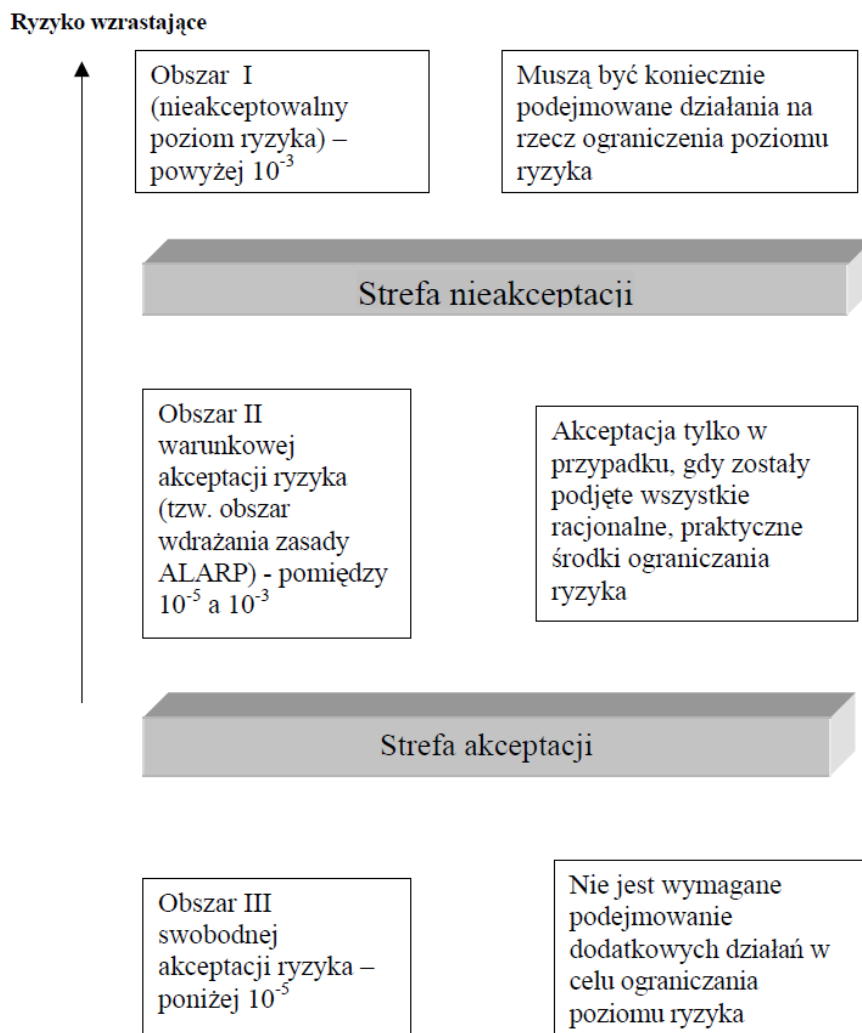 Ryzyko wzrastające
Obszar I
(nieakceptowalny
poziom ryzyka) –
powyżej 10⁻³
Muszą być koniecznie
podejmowane działania na
rzecz ograniczenia poziomu
ryzyka
Strefa nieakceptacji
Obszar II
warunkowej
akceptacji ryzyka
(tzw. obszar
wdrażania zasady
ALARP) - pomiędzy
10⁻⁵ a 10⁻³
Akceptacja tylko w
przypadku, gdy zostały
podjęte wszystkie
racjonalne, praktyczne
środki ograniczania
ryzyka
Strefa akceptacji
Obszar III
swobodnej
akceptacji ryzyka –
poniżej 10⁻⁵
Nie jest wymagane
podejmowanie
dodatkowych działań w
celu ograniczania
poziomu ryzyka